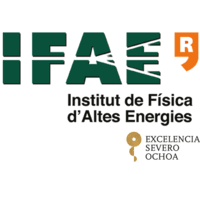 IFAE R
Institut de Física
d'Altes Energies
EXCELENCIA
SEVERO
OCHOA